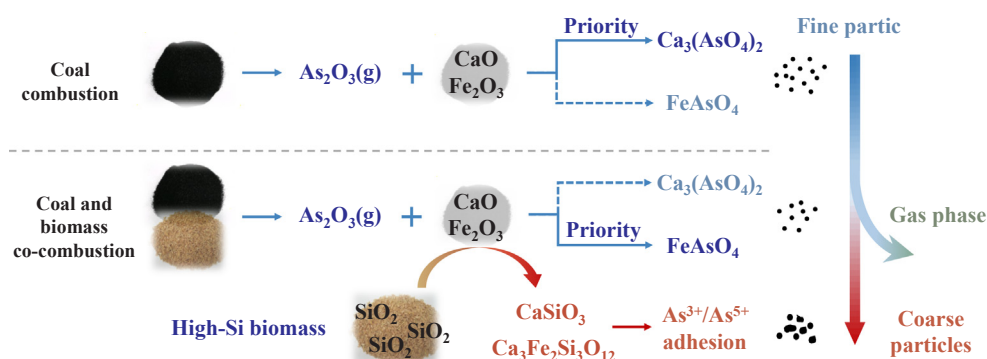 Coal
combustion
As₂O₃(g)
+
CaO
Fe₂O₃
Priority
Ca₃(AsO₄)₂
FeAsO₄
Fine partic
Coal and
biomass
co-combustion
As₂O₃(g)
+
CaO
Fe₂O₃
Ca₃(AsO₄)₂
Priority
FeAsO₄
Gas phase
High-Si biomass
SiO₂
SiO₂
SiO₂
CaSiO₃
Ca₃Fe₂Si₃O₁₂
As³⁺/As⁵⁺
adhesion
Coarse
particles